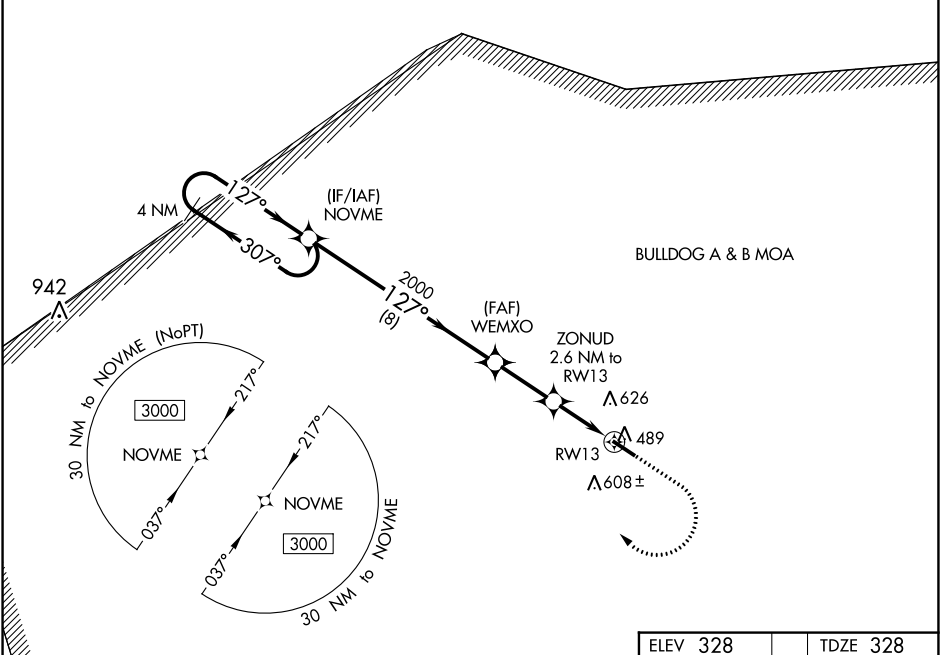 127°
(IF/IAF)
NOVME
4 NM
307°
BULLDOG A & B MOA
942
2000
127°
(8)
(FAF)
WEMXO
ZONUD
2.6 NM to
RW13
626
489
RW13
608±
30 NM to NOVME (NoPT)
217°
3000
NOVME
037°
217°
NOVME
3000
037°
30 NM to NOVME
ELEV 328
TDZE 328